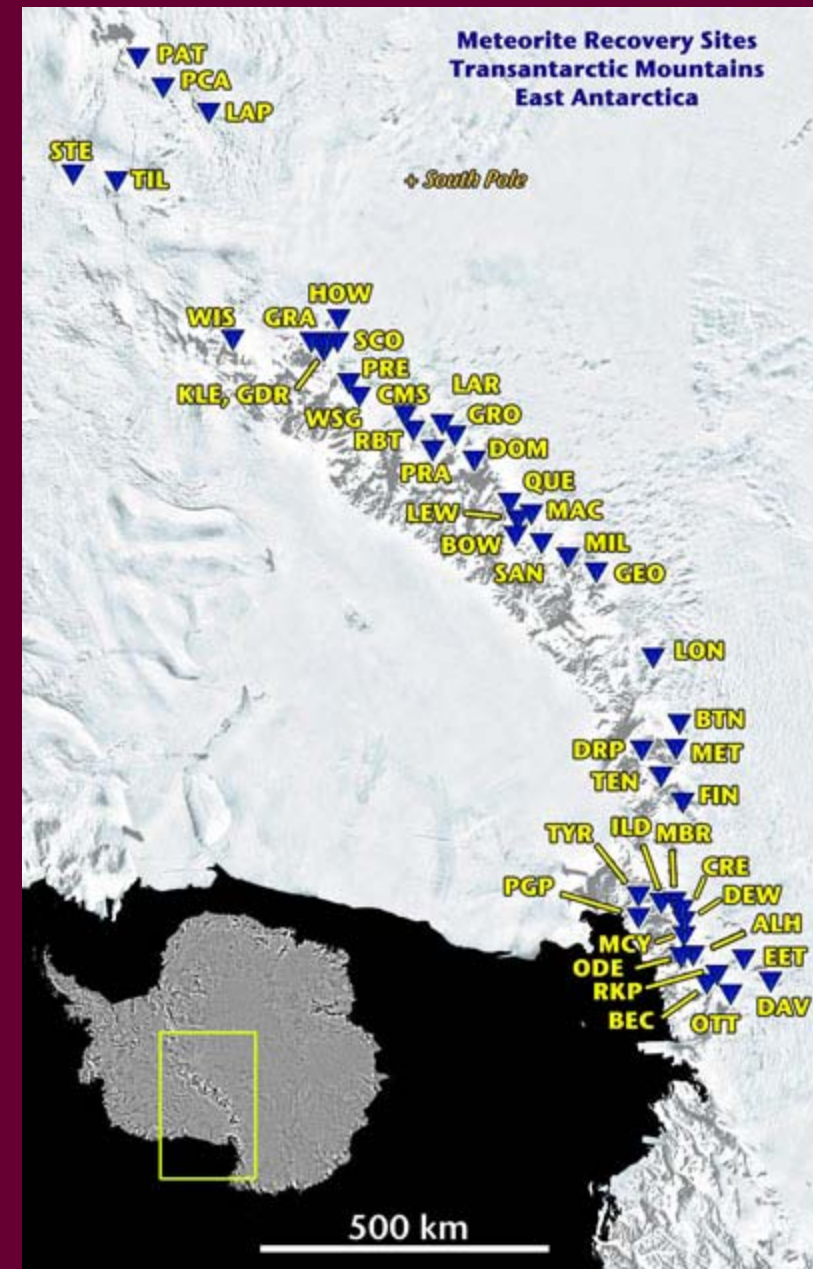 Meteorite Recovery Sites
Transantarctic Mountains
East Antarctica
PAT
PCA
LAP
STE
TIL
+ South Pole
HOW
WIS
GRA
SCO
PRE
KLE, GDR
CMS
LAR
WSG
GRO
RBT
DOM
PRA
QUE
LEW
MAC
BOW
MIL
SAN
GEO
LON
BTN
DRP
MET
TEN
FIN
TYR
ILD
MBR
CRE
PGP
DEW
ALH
MCY
EET
ODE
RKP
DAV
BEC
OTT
500 km